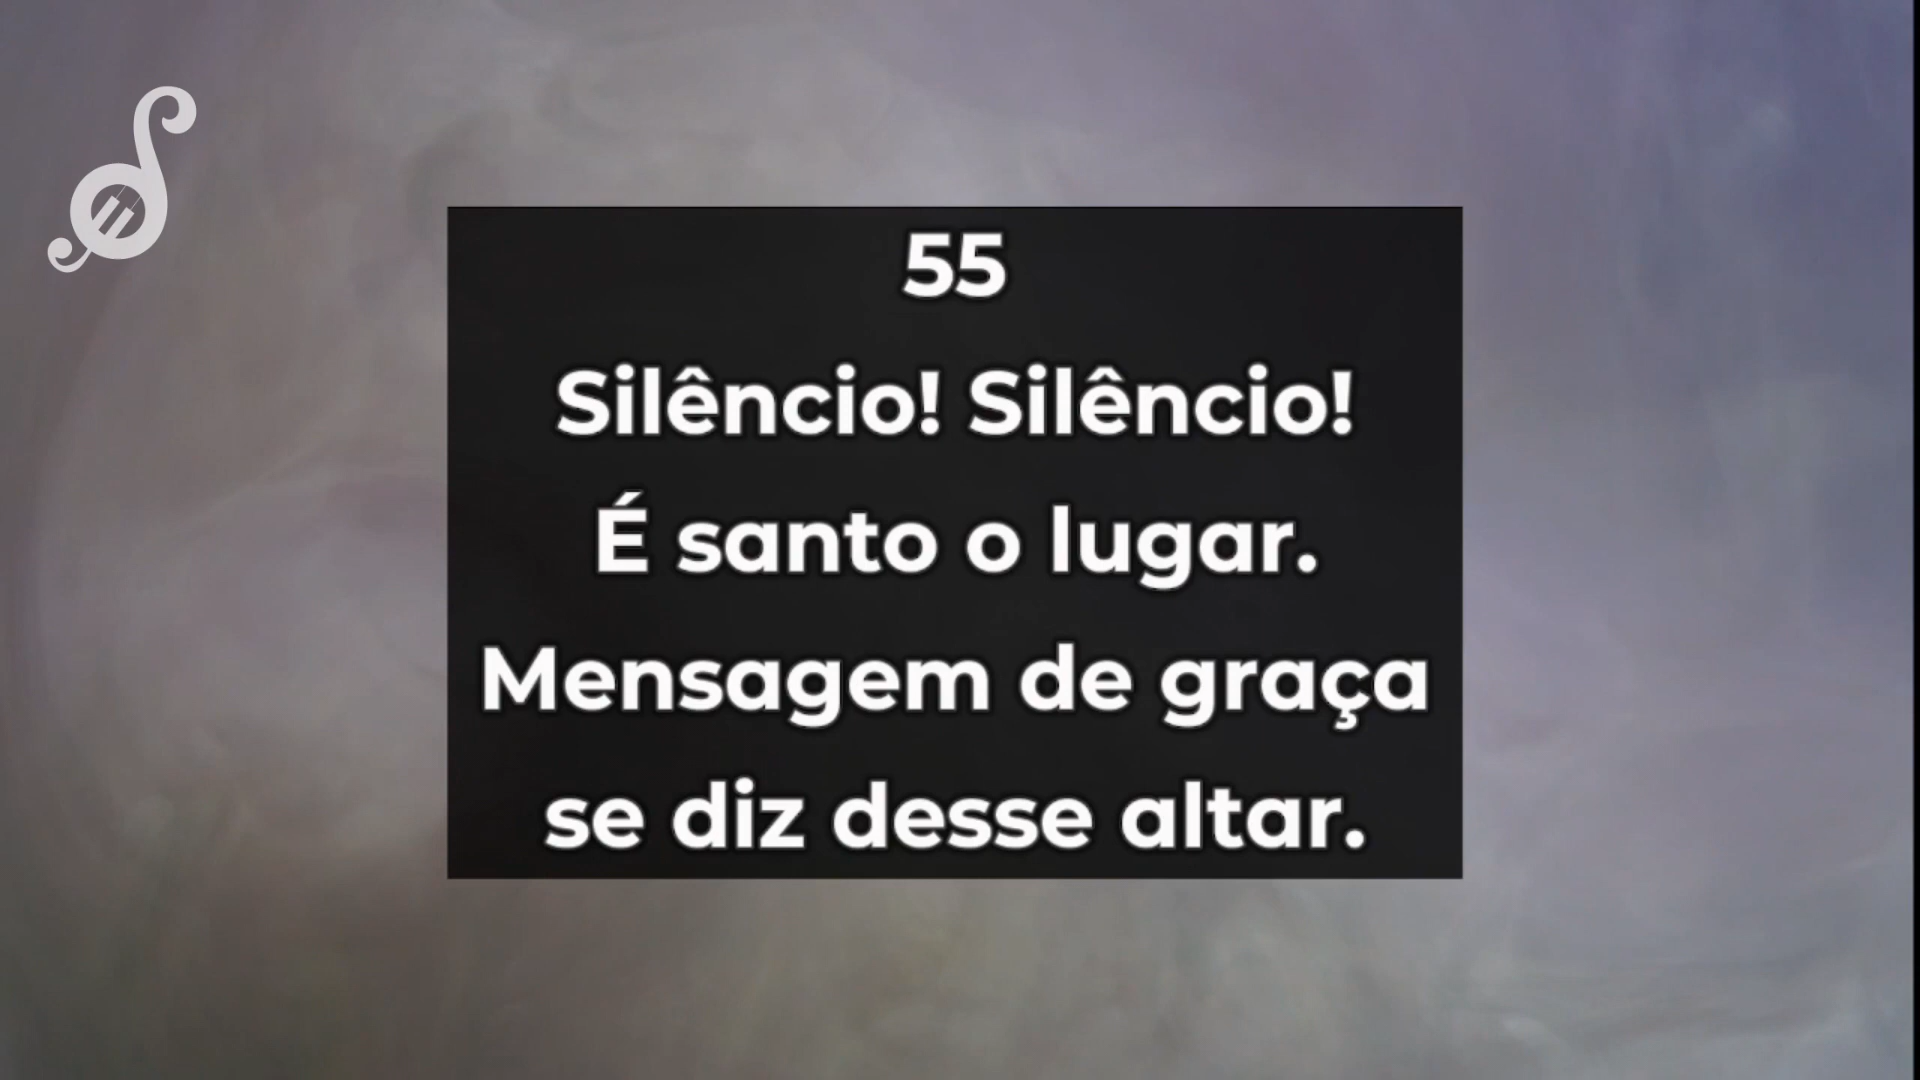 55
Silêncio! Silêncio!
É santo o lugar.
Mensagem de graça
se diz desse altar.